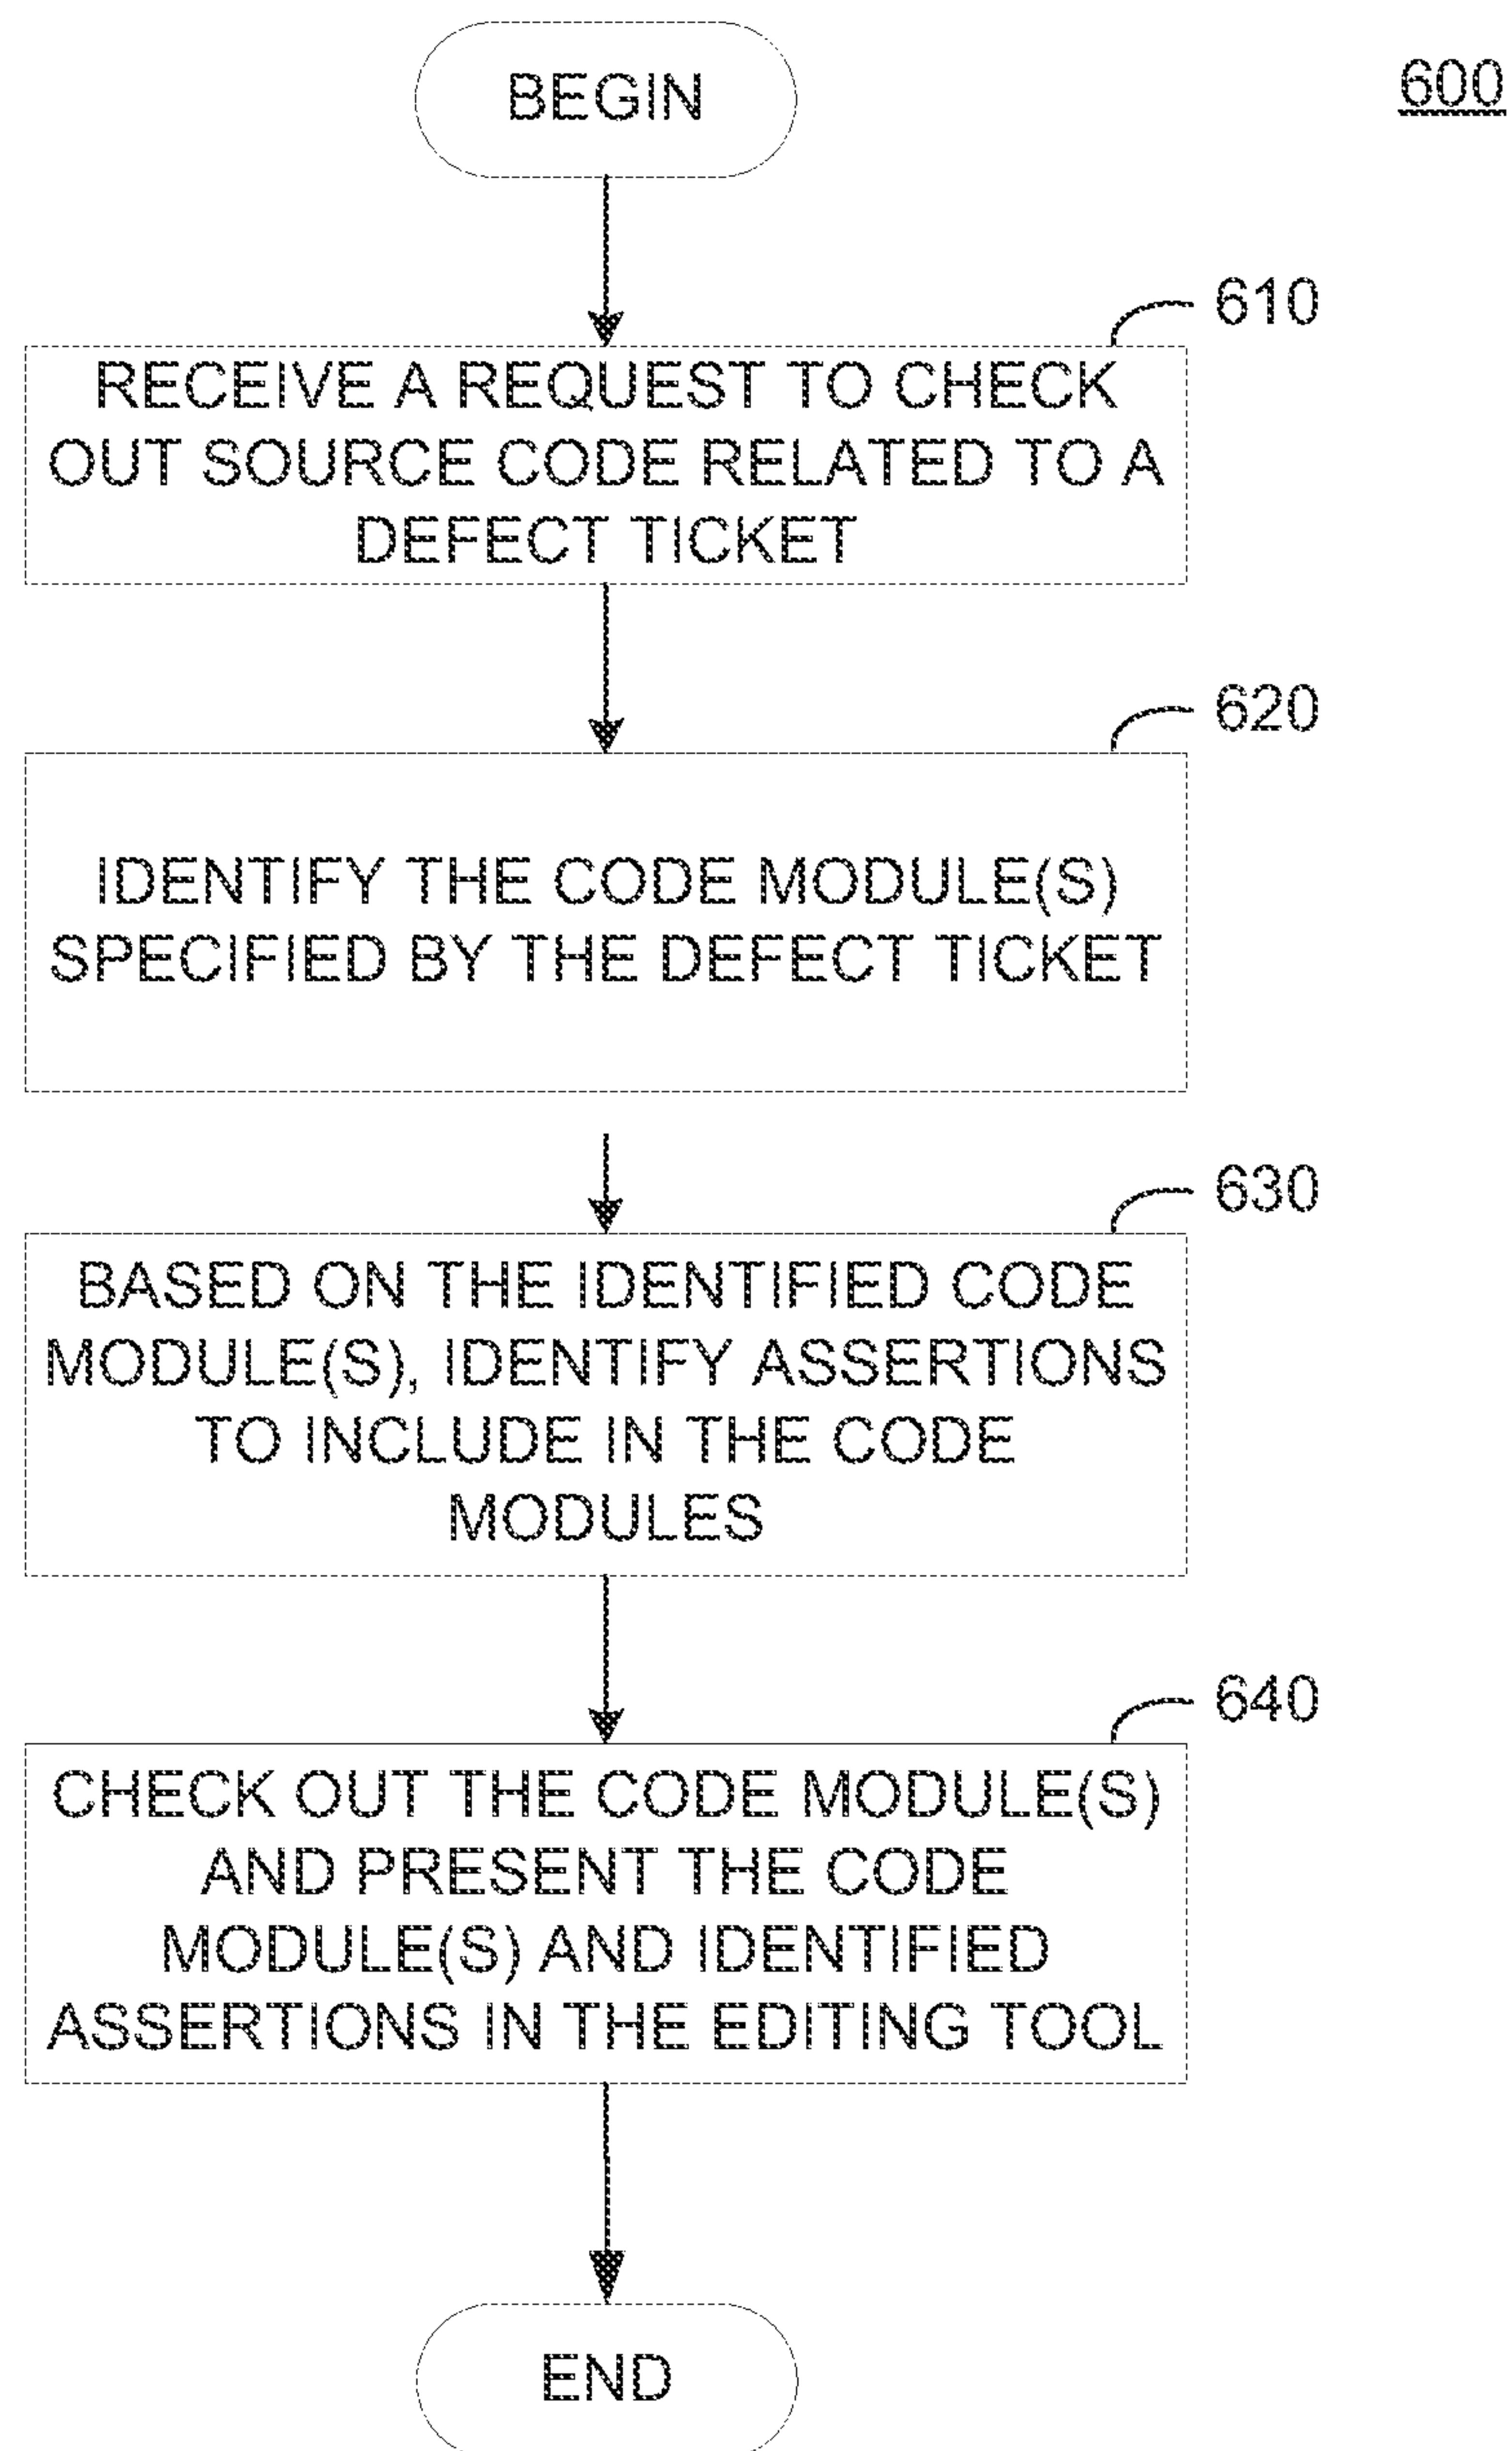 BEGIN
600
610
RECEIVE A REQUEST TO CHECK
OUT SOURCE CODE RELATED TO A
DEFECT TICKET
620
IDENTIFY THE CODE MODULE(S)
SPECIFIED BY THE DEFECT TICKET
630
BASED ON THE IDENTIFIED CODE
MODULE(S), IDENTIFY ASSERTIONS
TO INCLUDE IN THE CODE
MODULES
640
CHECK OUT THE CODE MODULE(S)
AND PRESENT THE CODE
MODULE(S) AND IDENTIFIED
ASSERTIONS IN THE EDITING TOOL
END